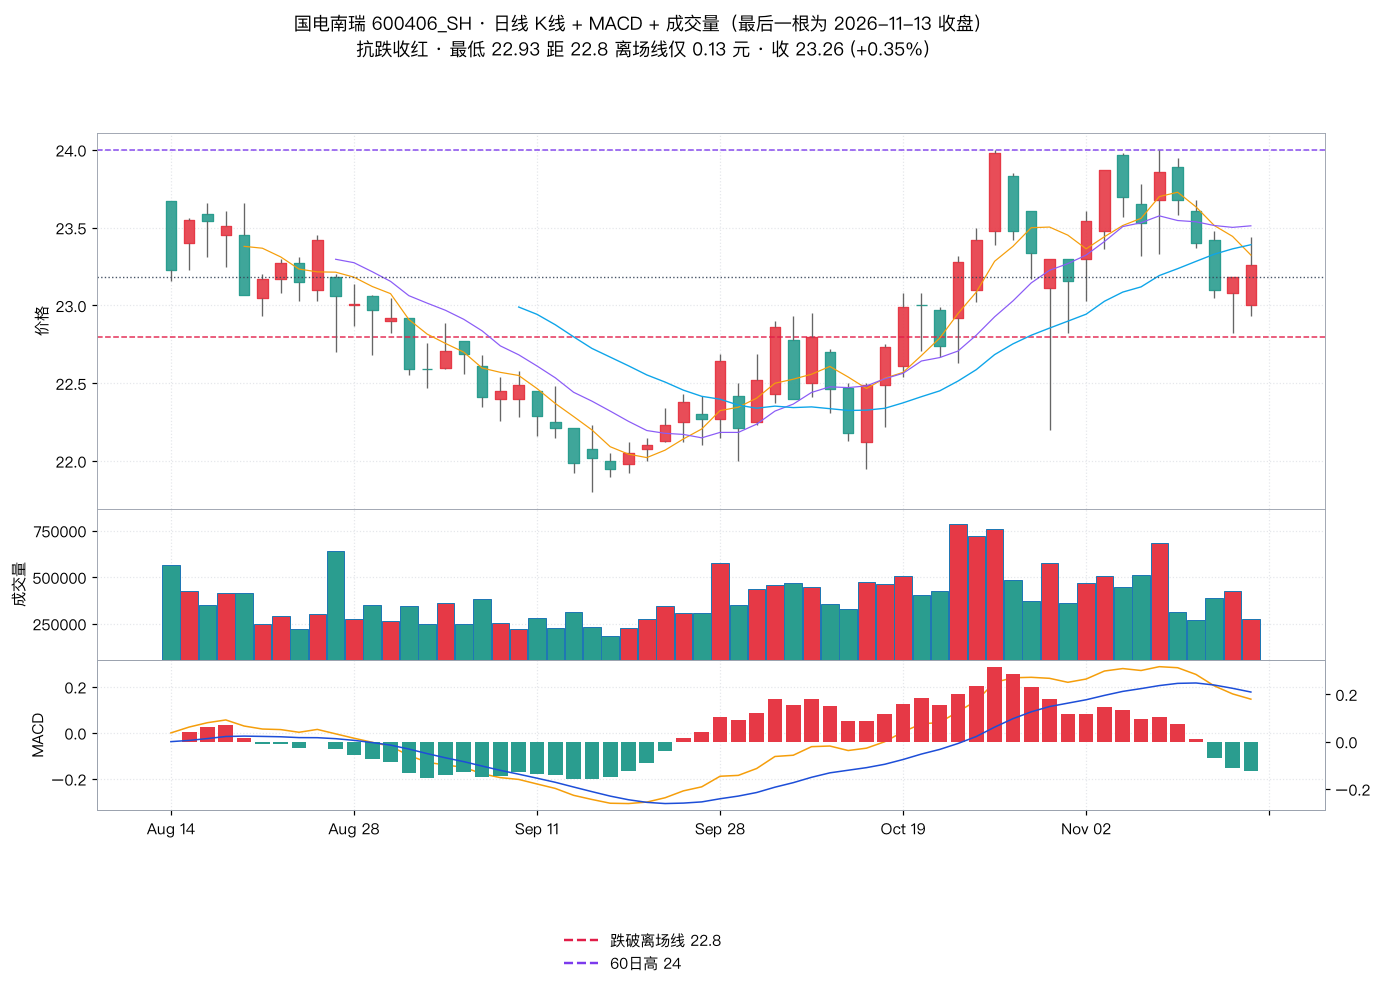 国电南瑞 600406_SH · 日线 K线 + MACD + 成交量（最后一根为 2026-11-13 收盘）
抗跌收红 · 最低 22.93 距 22.8 离场线仅 0.13 元 · 收 23.26 (+0.35%)
价格
24.0
23.5
23.0
22.5
22.0
成交量
750000
500000
250000
MACD
0.2
0.0
−0.2
0.2
0.0
−0.2
Aug 14
Aug 28
Sep 11
Sep 28
Oct 19
Nov 02
跌破离场线 22.8
60日高 24